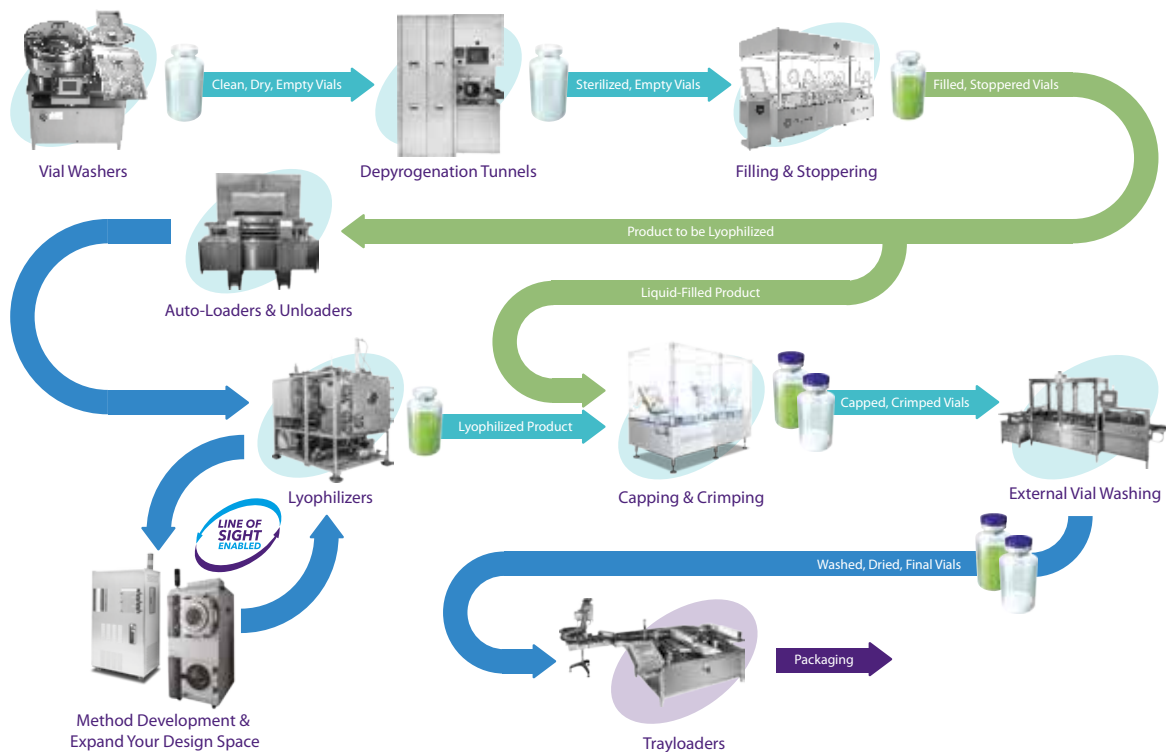 Clean, Dry, Empty Vials
Sterilized, Empty Vials
Filled, Stoppered Vials
Vial Washers
Depyrogenation Tunnels
Filling & Stoppering
Product to be Lyophilized
Liquid-Filled Product
Auto-Loaders & Unloaders
Lyophilized Product
Capped, Crimped Vials
Lyophilizers
Capping & Crimping
External Vial Washing
LINE OF
SIGHT
ENABLED
Washed, Dried, Final Vials
Packaging
Method Development &
Expand Your Design Space
Trayloaders